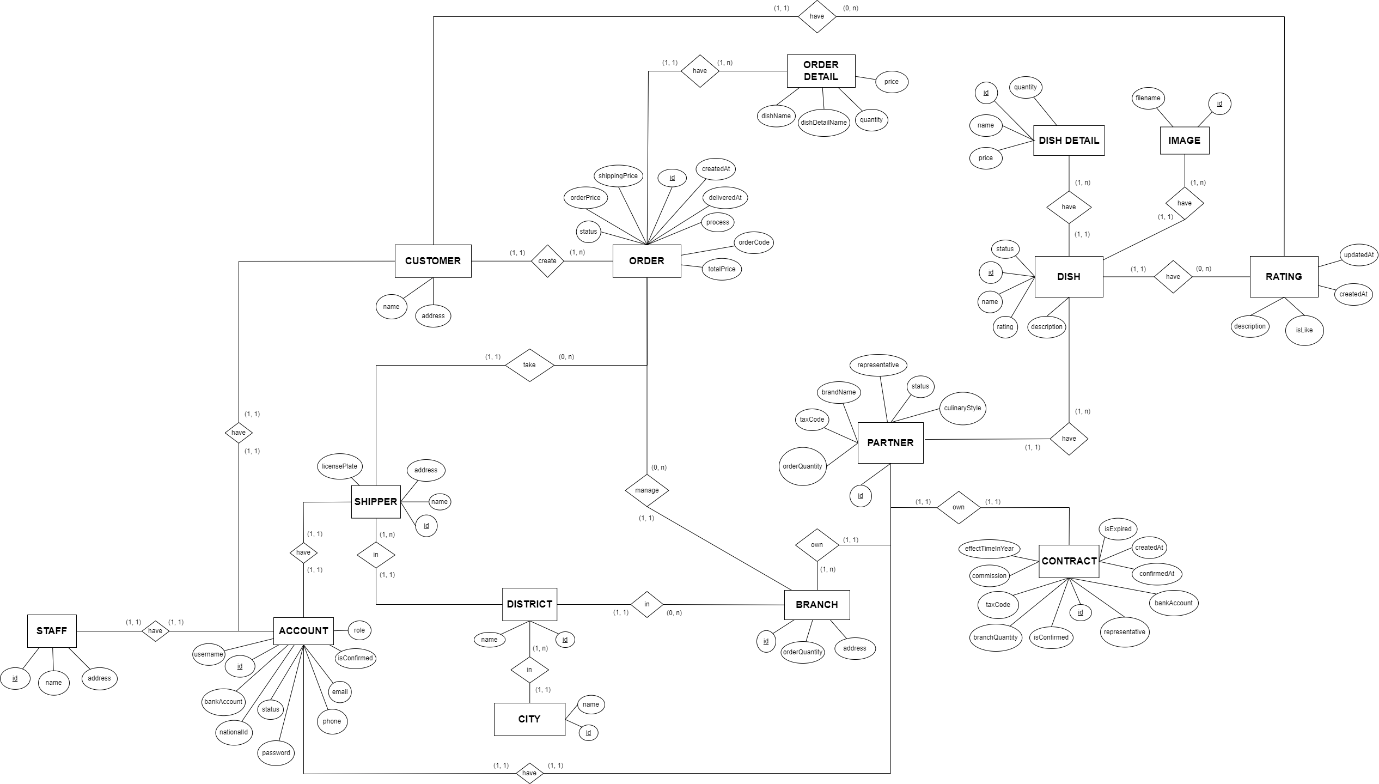 (1, 1)
have
(0, n)
ORDER
DETAIL
(1, 1)
have
(1, n)
price
dishName
dishDetailName
quantity
id
quantity
name
price
DISH DETAIL
filename
id
IMAGE
(1, n)
have
(1, 1)
(1, n)
have
(1, 1)
shippingPrice
id
createdAt
orderPrice
deliveredAt
status
process
orderCode
totalPrice
CUSTOMER
(1, 1)
create
(1, n)
ORDER
name
address
status
id
name
rating
description
DISH
(1, 1)
have
(0, n)
RATING
updatedAt
createdAt
description
isLike
(1, 1)
take
(0, n)
representative
status
brandName
culinaryStyle
taxCode
orderQuantity
id
PARTNER
(1, n)
have
(1, 1)
(1, 1)
have
(1, 1)
licensePlate
address
name
id
SHIPPER
(0, n)
manage
(1, 1)
(1, 1)
own
(1, 1)
(1, 1)
have
(1, 1)
(1, n)
in
(1, 1)
own
(1, 1)
(1, n)
isExpired
effectTimeInYear
createdAt
commission
confirmedAt
CONTRACT
taxCode
id
bankAccount
branchQuantity
isConfirmed
representative
DISTRICT
(1, 1)
in
(0, n)
BRANCH
name
id
id
orderQuantity
address
(1, n)
in
(1, 1)
STAFF
(1, 1)
have
(1, 1)
ACCOUNT
role
username
id
isConfirmed
id
name
address
bankAccount
status
email
nationalId
phone
password
CITY
name
id
(1, 1)
have
(1, 1)